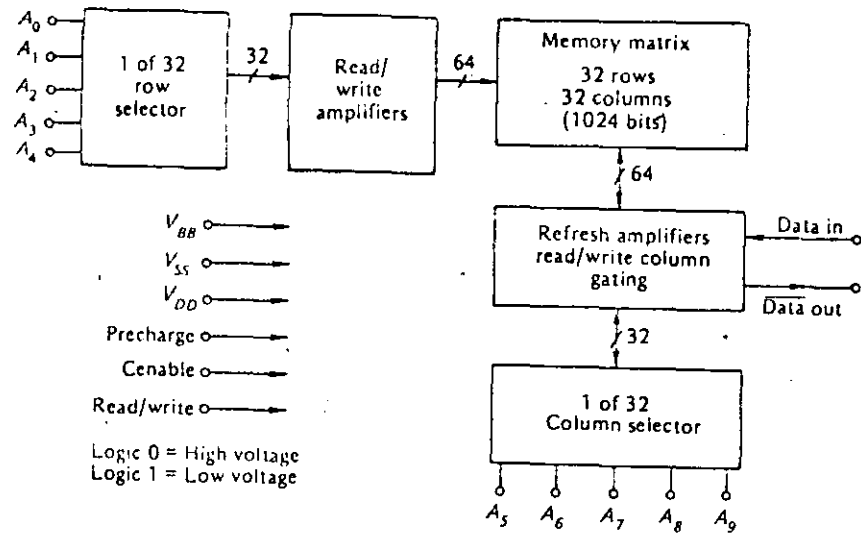 A0
A1
A2
A3
A4
1 of 32
row
selector
32
Read/
write
amplifiers
64
Memory matrix
32 rows
32 columns
(1024 bits)
64
VBB
VSS
VDD
Precharge
Cenable
Read/write
Refresh amplifiers
read/write column
gating
Data in
Data out
32
1 of 32
Column selector
Logic 0 = High voltage
Logic 1 = Low voltage
A5
A6
A7
A8
A9